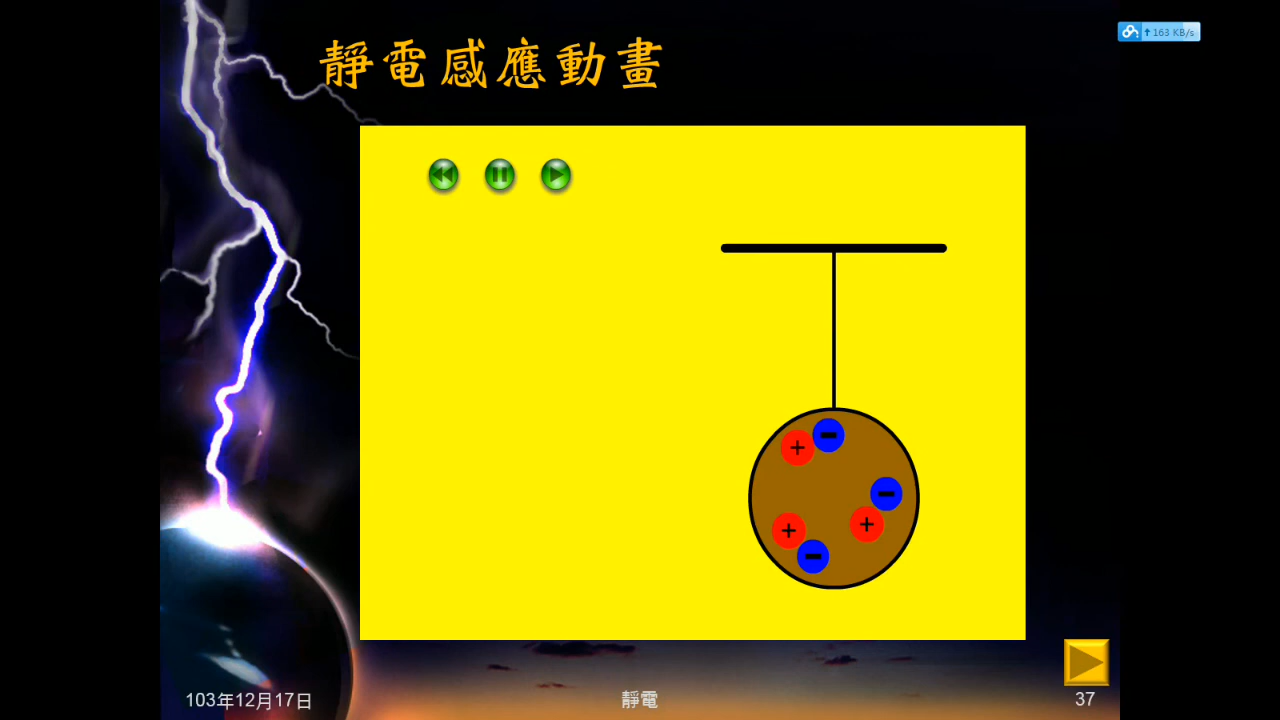 靜電感應動畫
↑ 163 KB/s
+ −
−
+ +
−
103年12月17日
靜電
37